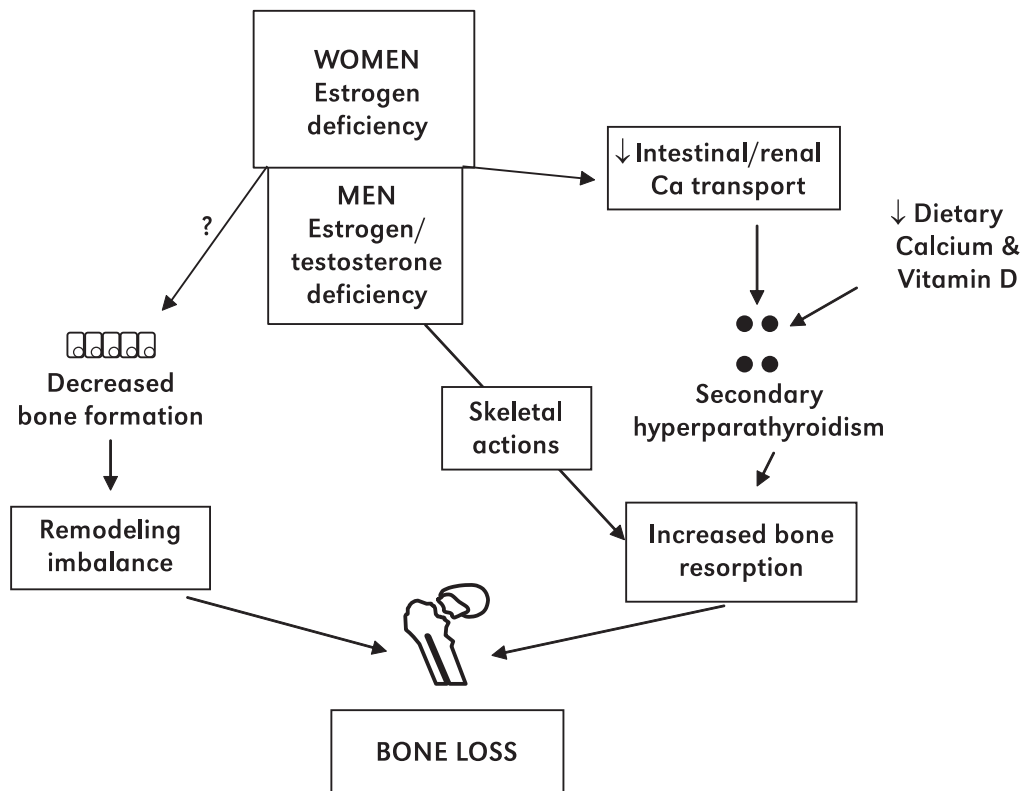 WOMEN
Estrogen
deficiency
MEN
Estrogen/
testosterone
deficiency
↓ Intestinal/renal
Ca transport
↓ Dietary
Calcium &
Vitamin D
?
Decreased
bone formation
Skeletal
actions
Secondary
hyperparathyroidism
Remodeling
imbalance
Increased bone
resorption
BONE LOSS